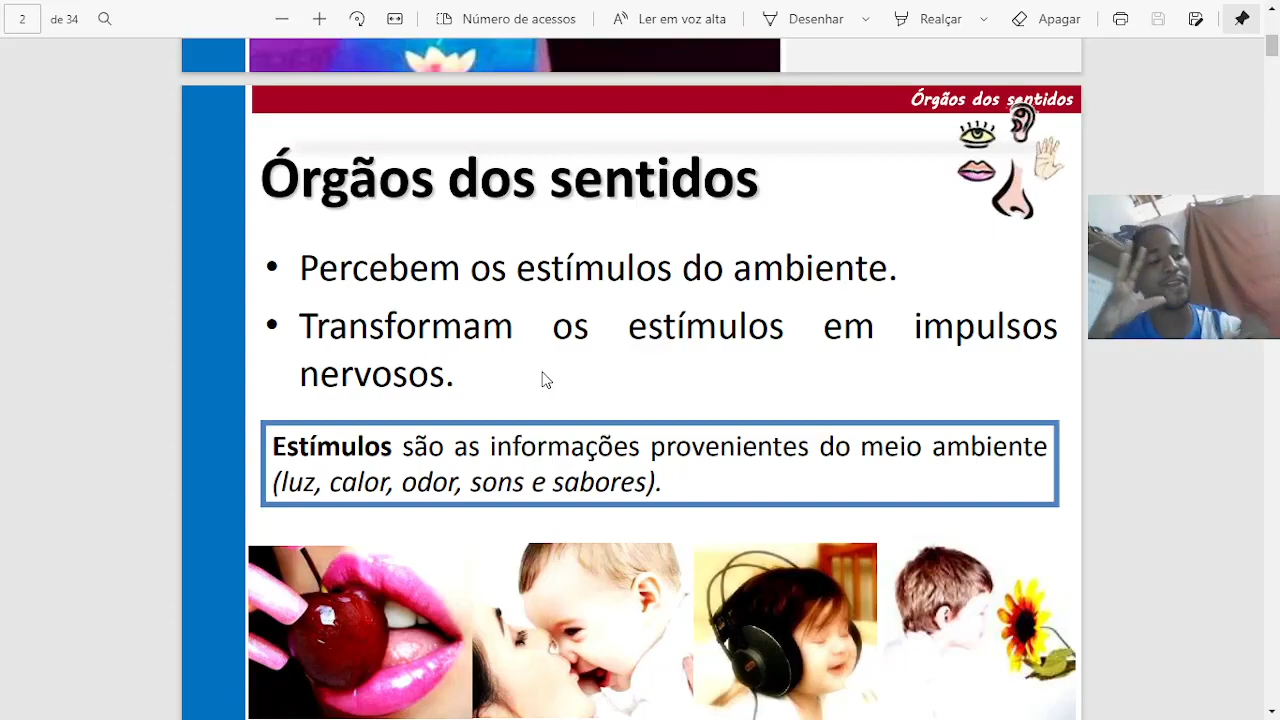 2 de 34 Número de acessos Ler em voz alta Desenhar Realçar Apagar
Órgãos dos sentidos
Órgãos dos sentidos
• Percebem os estímulos do ambiente.
• Transformam os estímulos em impulsos
nervosos.
Estímulos são as informações provenientes do meio ambiente
(luz, calor, odor, sons e sabores).